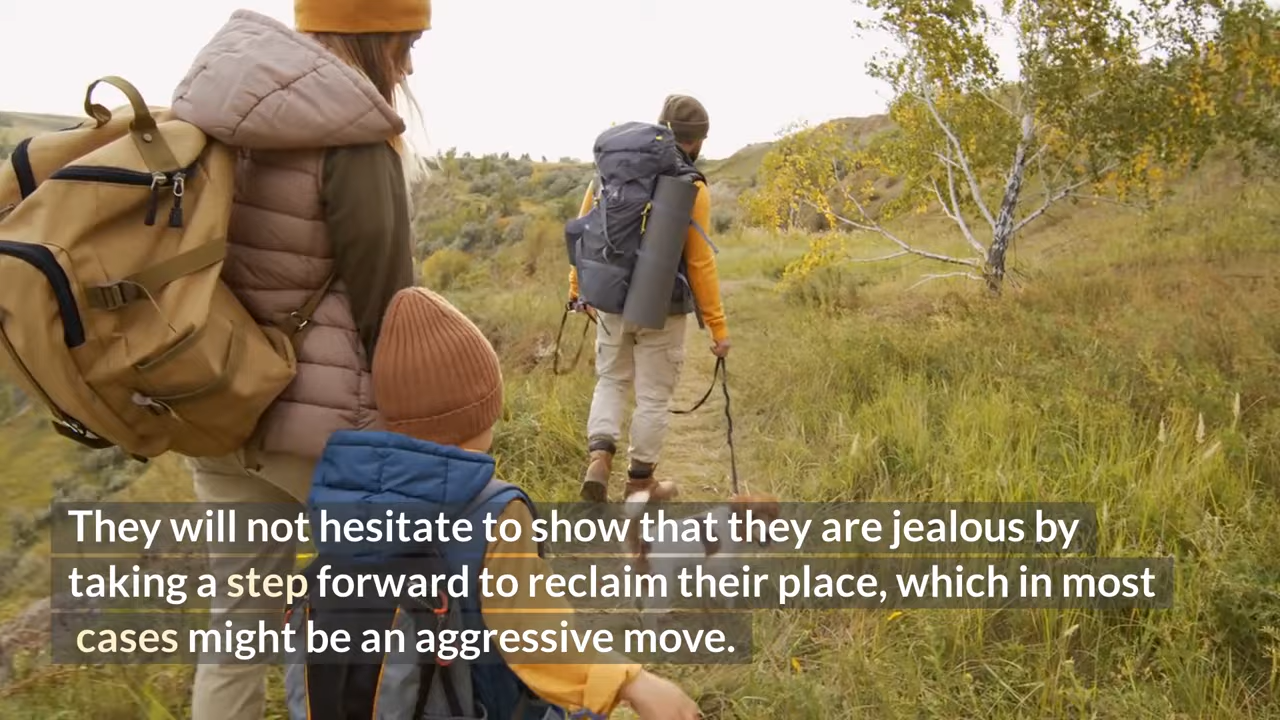 They will not hesitate to show that they are jealous by
taking a step forward to reclaim their place, which in most
cases might be an aggressive move.